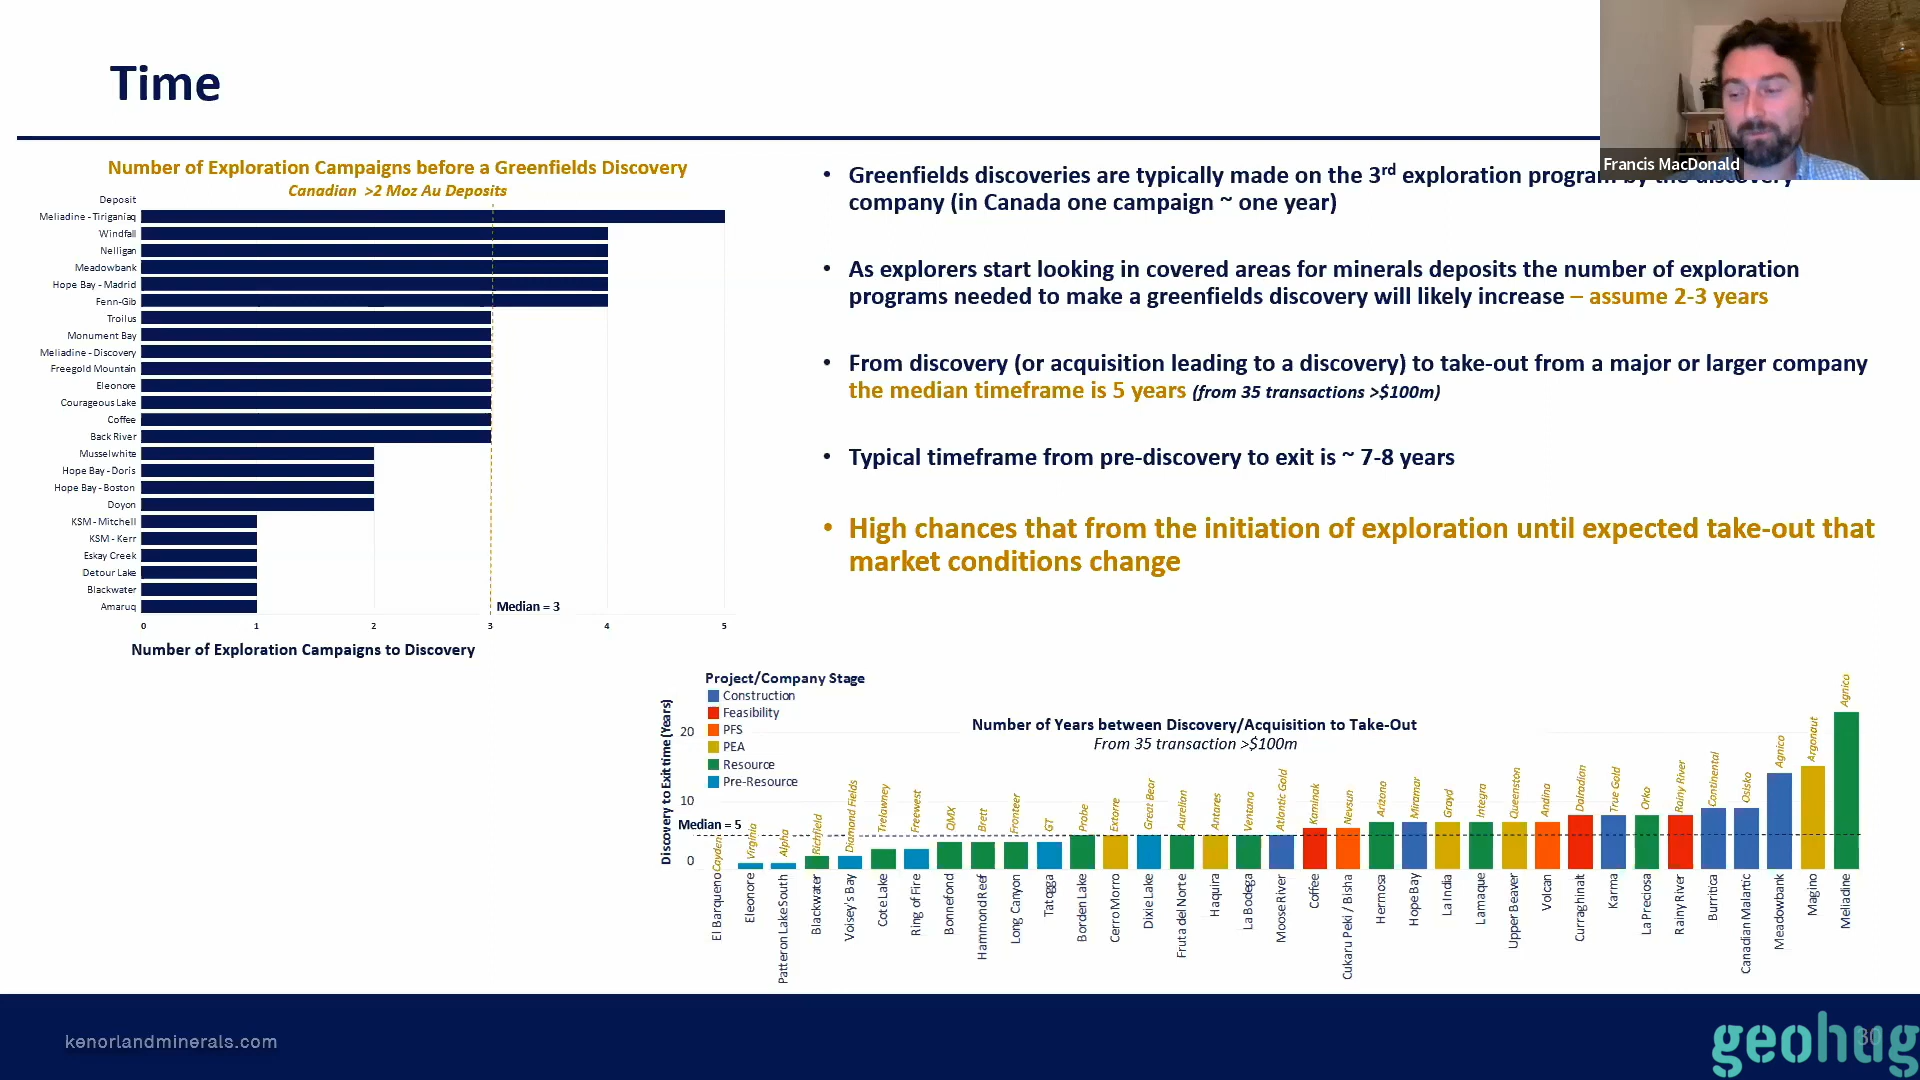 Time
Francis MacDonald
Number of Exploration Campaigns before a Greenfields Discovery
Canadian >2 Moz Au Deposits
Deposit
Meliadine - Tiriganiaq
Windfall
Nelligan
Meadowbank
Hope Bay - Madrid
Fenn-Gib
Troilus
Monument Bay
Meliadine - Discovery
Freegold Mountain
Eleonore
Courageous Lake
Coffee
Back River
Musselwhite
Hope Bay - Doris
Hope Bay - Boston
Doyon
KSM - Mitchell
KSM - Kerr
Eskay Creek
Detour Lake
Blackwater
Amaruq
Median = 3
0 1 2 3 4 5
Number of Exploration Campaigns to Discovery
• Greenfields discoveries are typically made on the 3rd exploration program by the discovery
company (in Canada one campaign ~ one year)
• As explorers start looking in covered areas for minerals deposits the number of exploration
programs needed to make a greenfields discovery will likely increase – assume 2-3 years
• From discovery (or acquisition leading to a discovery) to take-out from a major or larger company
the median timeframe is 5 years (from 35 transactions >$100m)
• Typical timeframe from pre-discovery to exit is ~ 7-8 years
• High chances that from the initiation of exploration until expected take-out that
market conditions change
Project/Company Stage
Construction
Feasibility
PFS
PEA
Resource
Pre-Resource
Number of Years between Discovery/Acquisition to Take-Out
From 35 transaction >$100m
Discovery to Exit time (Years)
20
10
0
Median = 5
Cayden
Virginia
Alpha
Richfield
Diamond Fields
Trelawney
Freewest
QMX
Brett
Fronteer
GT
Probe
Extorre
Great Bear
Aurelian
Antares
Ventana
Atlantic Gold
Kaminak
Nevsun
Arizona
Miramar
Grayd
Integra
Queenston
Andina
Dalradian
True Gold
Orko
Rainy River
Continental
Osisko
Agnico
Argonaut
Agnico
El Barqueno
Eleonore
Patteron Lake South
Blackwater
Voisey's Bay
Cote Lake
Ring of Fire
Bonnefond
Hammond Reef
Long Canyon
Tatogga
Borden Lake
Cerro Morro
Dixie Lake
Fruta del Norte
Haquira
La Bodega
Moose River
Coffee
Cukaru Peki / Bisha
Hermosa
Hope Bay
La India
Lamaque
Upper Beaver
Volcan
Curraghinalt
Karma
La Preciosa
Rainy River
Buritica
Canadian Malartic
Meadowbank
Magino
Meliadine
kenorlandminerals.com
30
geohug